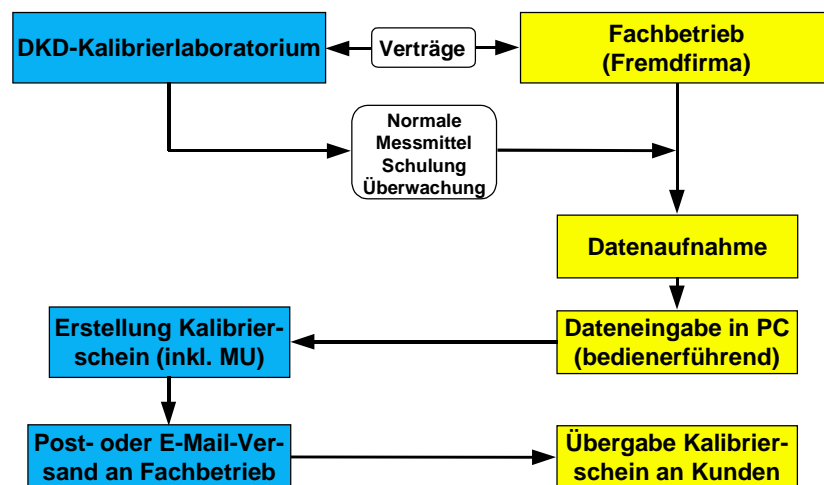 DKD-Kalibrierlaboratorium
Verträge
Fachbetrieb
(Fremdfirma)
Normale
Messmittel
Schulung
Überwachung
Datenaufnahme
Erstellung Kalibrier-
schein (inkl. MU)
Dateneingabe in PC
(bedienerführend)
Post- oder E-Mail-Ver-
sand an Fachbetrieb
Übergabe Kalibrier-
schein an Kunden